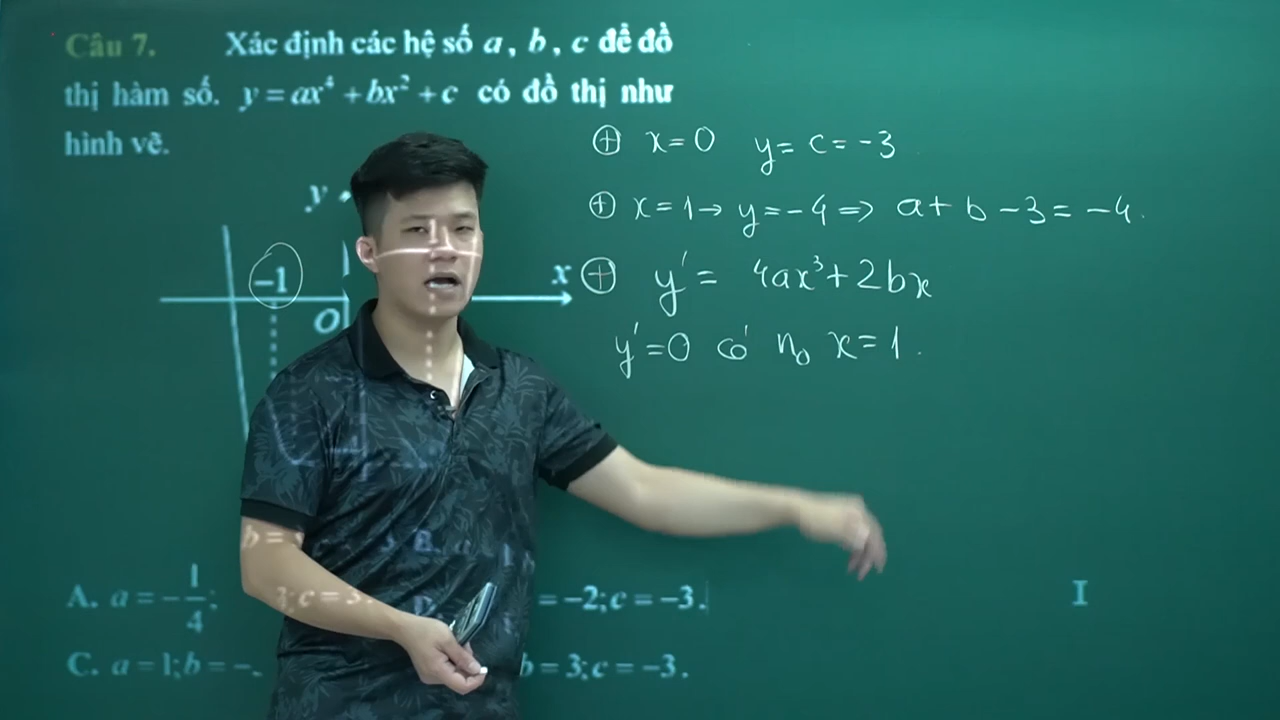 Câu 7. Xác định các hệ số a, b, c để đồ
thị hàm số. y = ax⁴ + bx² + c có đồ thị như
hình vẽ.
⊕ x=0 y= c= -3
⊕ x=1→ y=-4 ⇒ a+ b -3= -4.
⊕ y'= 4ax³+2bx
y'=0 có n₀ x=1.
y
-1
x
O
A. a = -1/4;
= -2; c = -3.
C. a = 1; b = -
b = 3; c = -3.